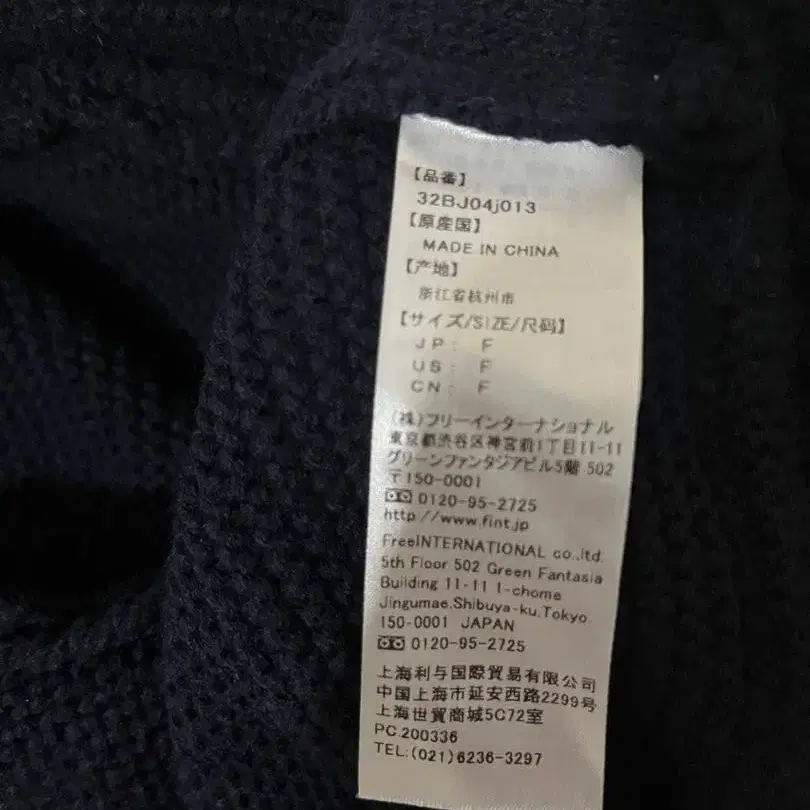 【品番】
32BJ04j013
【原産国】
MADE IN CHINA
【产地】
浙江省杭州市
【サイズ/SIZE/尺码】
JP: F
US: F
CN: F
(株)フリーインターナショナル
東京都渋谷区神宮前1丁目11-11
グリーンファンタジアビル5階 502
〒150-0001
0120-95-2725
http://www.fint.jp
FreeINTERNATIONAL co.,ltd.
5th Floor 502 Green Fantasia
Building 11-11 1-chome
Jingumae,Shibuya-ku,Tokyo.
150-0001 JAPAN
0120-95-2725
上海利与国際貿易有限公司
中国上海市延安西路2299号
上海世貿商城5C72室
PC.200336
TEL:(021)6236-3297